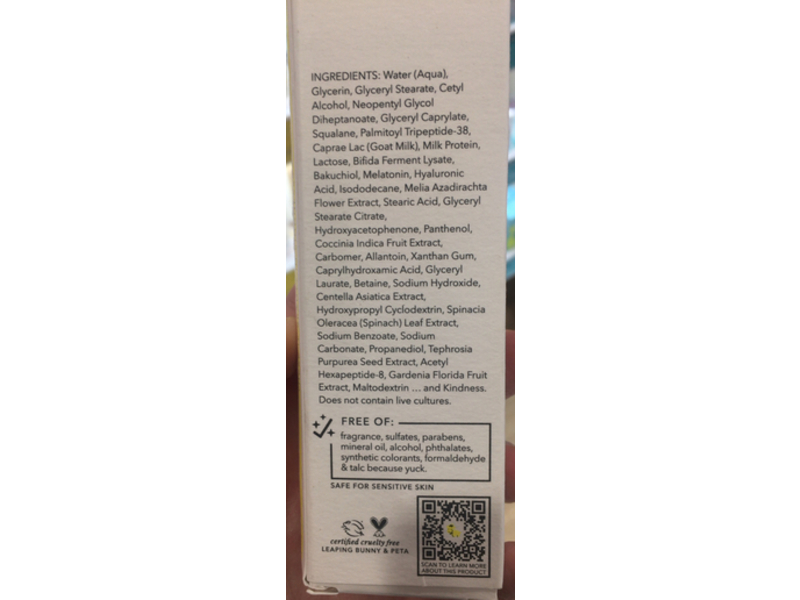 INGREDIENTS: Water (Aqua),
Glycerin, Glyceryl Stearate, Cetyl
Alcohol, Neopentyl Glycol
Diheptanoate, Glyceryl Caprylate,
Squalane, Palmitoyl Tripeptide-38,
Caprae Lac (Goat Milk), Milk Protein,
Lactose, Bifida Ferment Lysate,
Bakuchiol, Melatonin, Hyaluronic
Acid, Isododecane, Melia Azadirachta
Flower Extract, Stearic Acid, Glyceryl
Stearate Citrate,
Hydroxyacetophenone, Panthenol,
Coccinia Indica Fruit Extract,
Carbomer, Allantoin, Xanthan Gum,
Caprylhydroxamic Acid, Glyceryl
Laurate, Betaine, Sodium Hydroxide,
Centella Asiatica Extract,
Hydroxypropyl Cyclodextrin, Spinacia
Oleracea (Spinach) Leaf Extract,
Sodium Benzoate, Sodium
Carbonate, Propanediol, Tephrosia
Purpurea Seed Extract, Acetyl
Hexapeptide-8, Gardenia Florida Fruit
Extract, Maltodextrin ... and Kindness.
Does not contain live cultures.
FREE OF:
fragrance, sulfates, parabens,
mineral oil, alcohol, phthalates,
synthetic colorants, formaldehyde
& talc because yuck.
SAFE FOR SENSITIVE SKIN
certified cruelty free
LEAPING BUNNY & PETA
SCAN TO LEARN MORE
ABOUT THIS PRODUCT